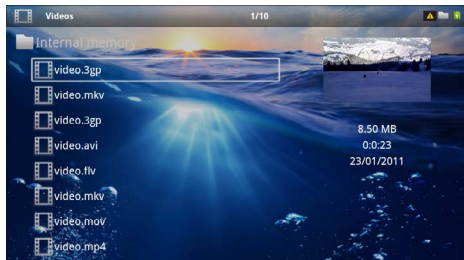 Videos 1/10
Internal memory
video.3gp
video.mkv
video.3gp
video.avi
video.flv
video.mkv
video.mov
video.mp4
8.50 MB
0:0:23
23/01/2011